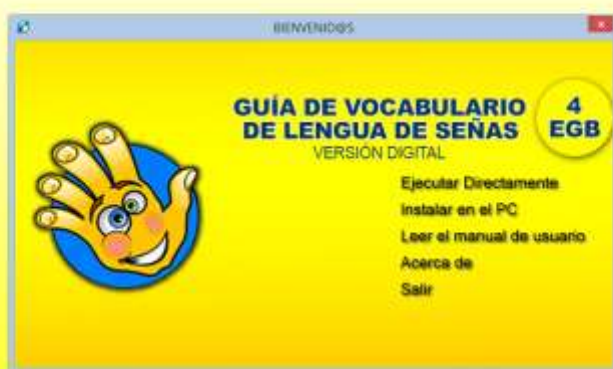 BIENVENID@S
GUÍA DE VOCABULARIO
DE LENGUA DE SEÑAS
VERSIÓN DIGITAL
4
EGB
Ejecutar Directamente
Instalar en el PC
Leer el manual de usuario
Acerca de
Salir